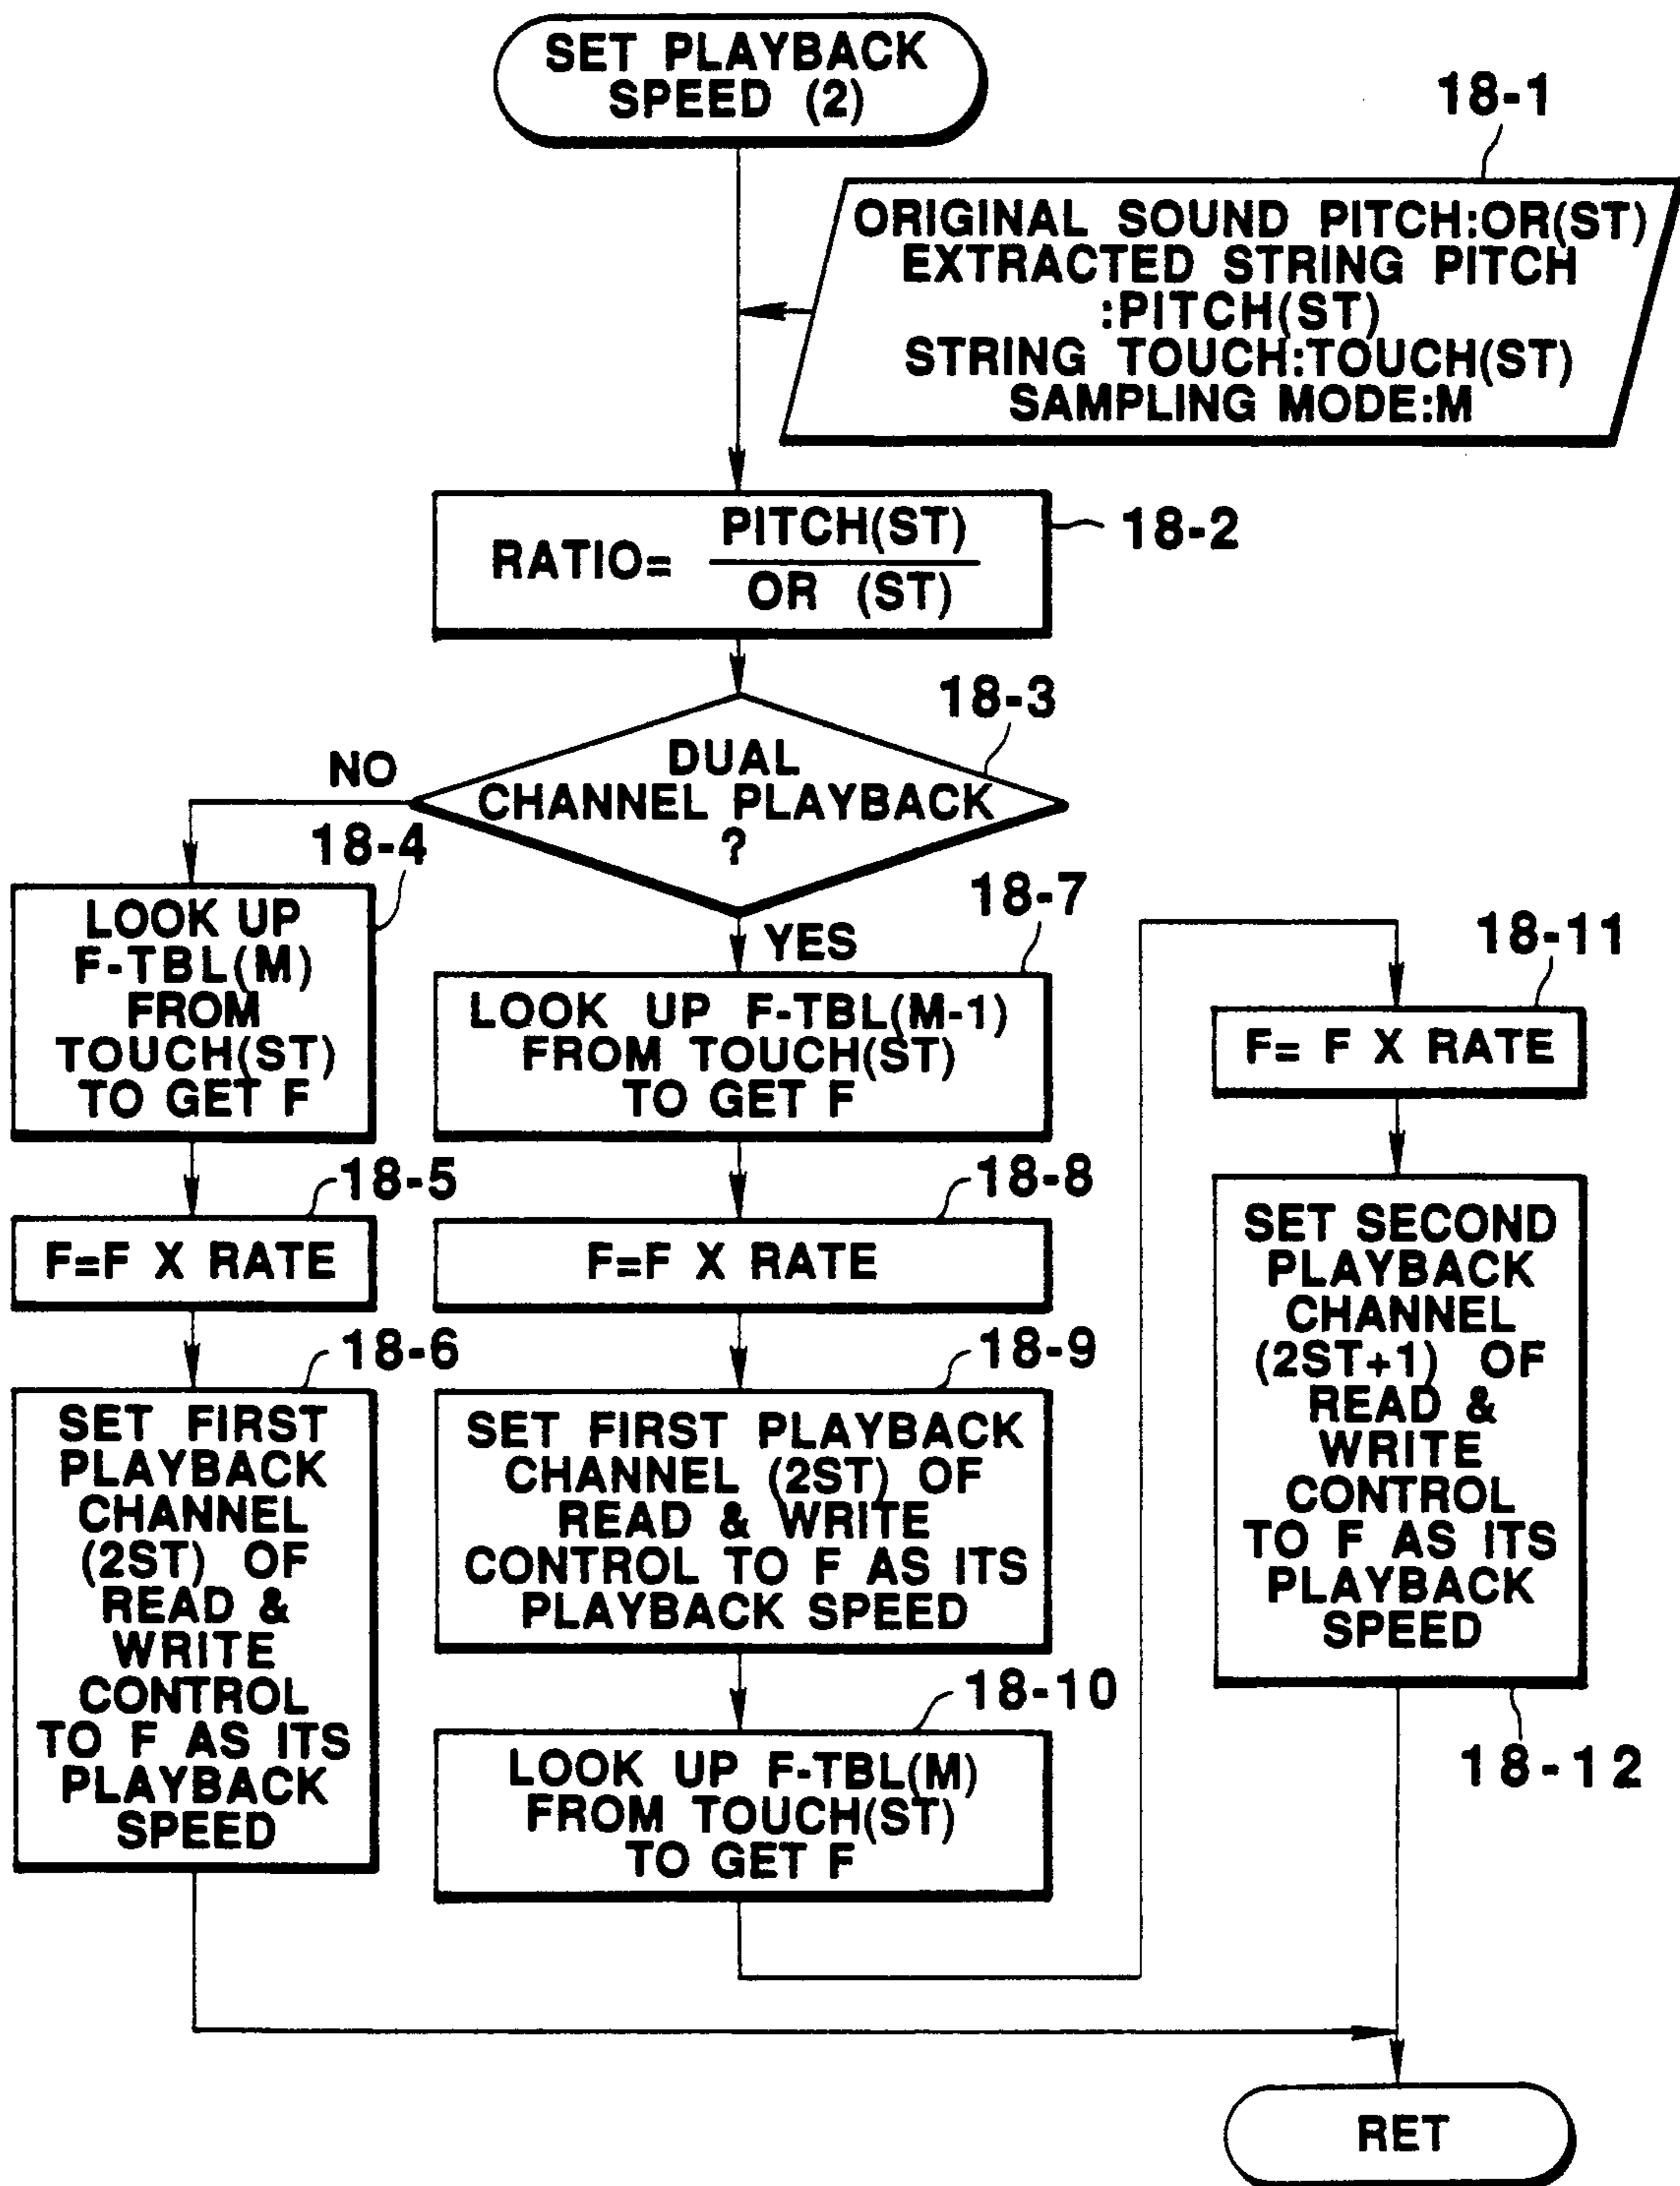 SET PLAYBACK
SPEED (2)
18-1
ORIGINAL SOUND PITCH:OR(ST)
EXTRACTED STRING PITCH
:PITCH(ST)
STRING TOUCH:TOUCH(ST)
SAMPLING MODE:M
18-2
RATIO= PITCH(ST)
OR (ST)
18-3
DUAL
CHANNEL PLAYBACK
?
NO
YES
18-4
LOOK UP
F-TBL(M)
FROM
TOUCH(ST)
TO GET F
18-5
F=F X RATE
18-6
SET FIRST
PLAYBACK
CHANNEL
(2ST) OF
READ &
WRITE
CONTROL
TO F AS ITS
PLAYBACK
SPEED
18-7
LOOK UP F-TBL(M-1)
FROM TOUCH(ST)
TO GET F
18-8
F=F X RATE
18-9
SET FIRST PLAYBACK
CHANNEL (2ST) OF
READ & WRITE
CONTROL TO F AS ITS
PLAYBACK SPEED
18-10
LOOK UP F-TBL(M)
FROM TOUCH(ST)
TO GET F
18-11
F= F X RATE
SET SECOND
PLAYBACK
CHANNEL
(2ST+1) OF
READ &
WRITE
CONTROL
TO F AS ITS
PLAYBACK
SPEED
18-12
RET